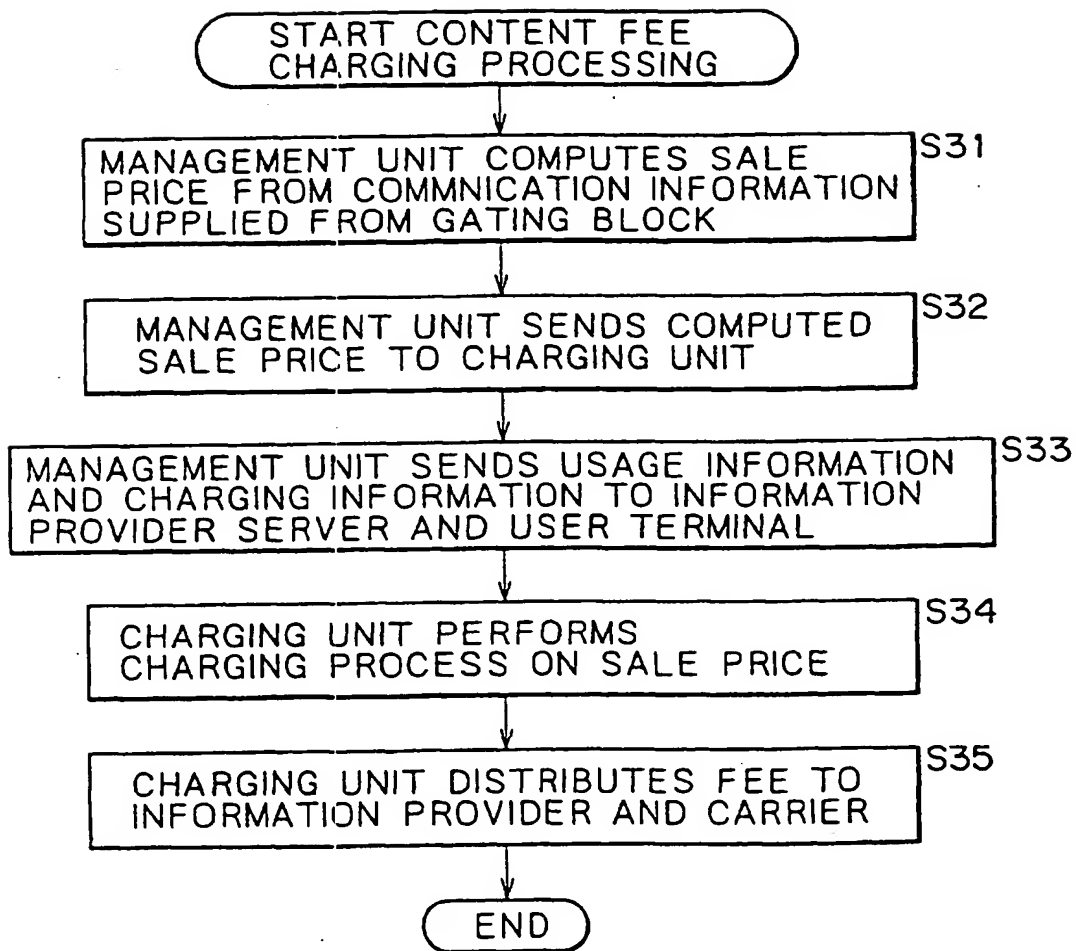 START CONTENT FEE
CHARGING PROCESSING
S31
MANAGEMENT UNIT COMPUTES SALE
PRICE FROM COMMNICATION INFORMATION
SUPPLIED FROM GATING BLOCK
S32
MANAGEMENT UNIT SENDS COMPUTED
SALE PRICE TO CHARGING UNIT
S33
MANAGEMENT UNIT SENDS USAGE INFORMATION
AND CHARGING INFORMATION TO INFORMATION
PROVIDER SERVER AND USER TERMINAL
S34
CHARGING UNIT PERFORMS
CHARGING PROCESS ON SALE PRICE
S35
CHARGING UNIT DISTRIBUTES FEE TO
INFORMATION PROVIDER AND CARRIER
END